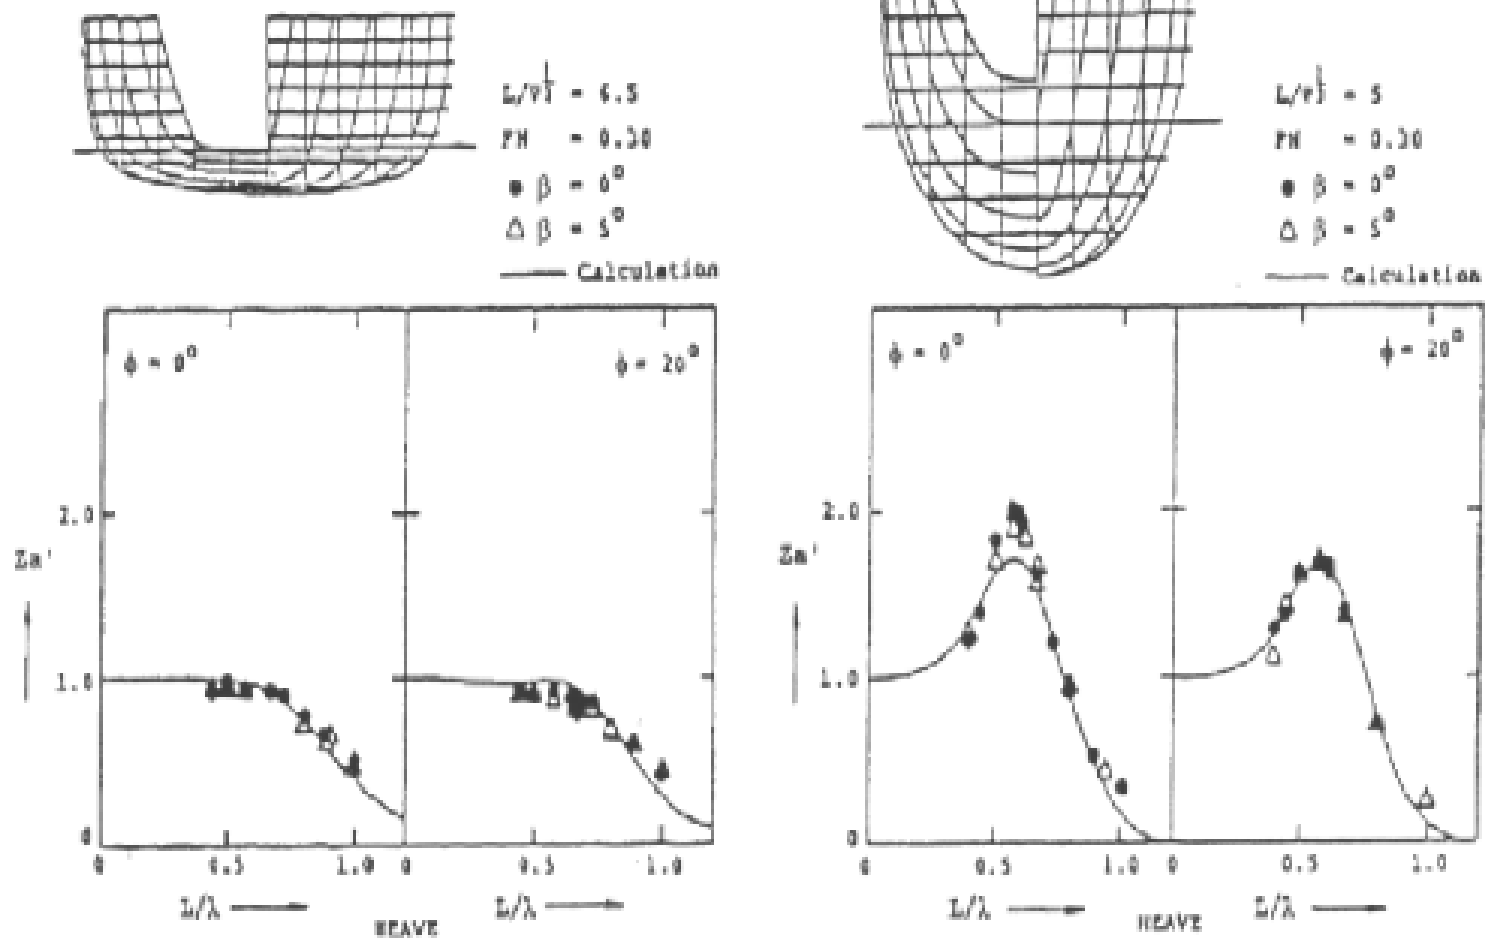 L/∇⅓ = 6.5
FN = 0.30
● β = 0°
△ β = 5°
Calculation
ϕ = 0°
ϕ = 20°
2.0
Za'
1.0
0
0 0.5 1.0 0 0.5 1.0
L/λ L/λ
HEAVE
L/∇⅓ = 5
FN = 0.30
● β = 0°
△ β = 5°
Calculation
ϕ = 0°
ϕ = 20°
2.0
Za'
1.0
0
0 0.5 1.0 0 0.5 1.0
L/λ L/λ
HEAVE